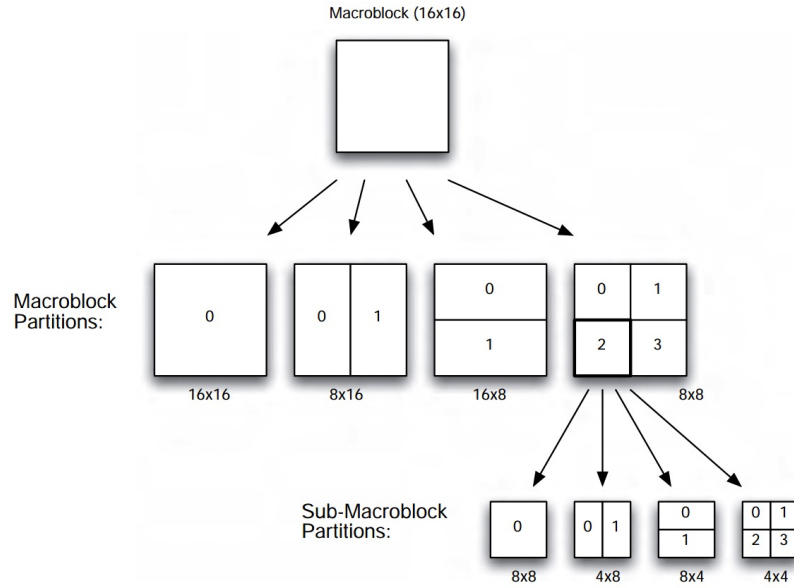 Macroblock (16x16)
Macroblock
Partitions:
0
0 1
0
1
0 1
2 3
16x16 8x16 16x8 8x8
Sub-Macroblock
Partitions:
0
0 1
0
1
0 1
2 3
8x8 4x8 8x4 4x4